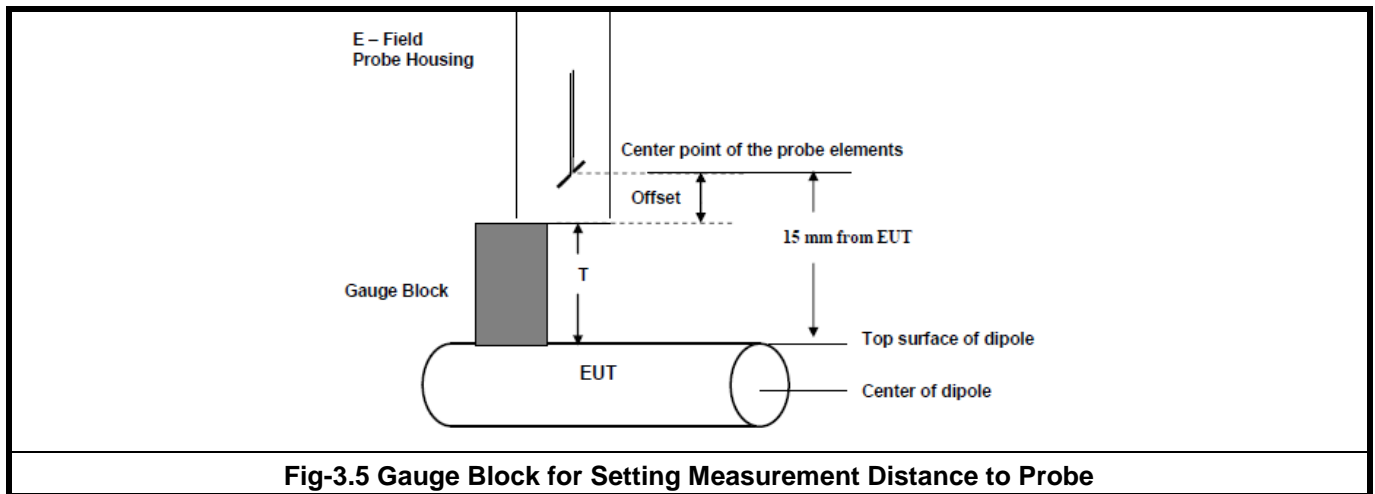 E – Field
Probe Housing
Center point of the probe elements
Offset
15 mm from EUT
T
Gauge Block
Top surface of dipole
EUT
Center of dipole
Fig-3.5 Gauge Block for Setting Measurement Distance to Probe